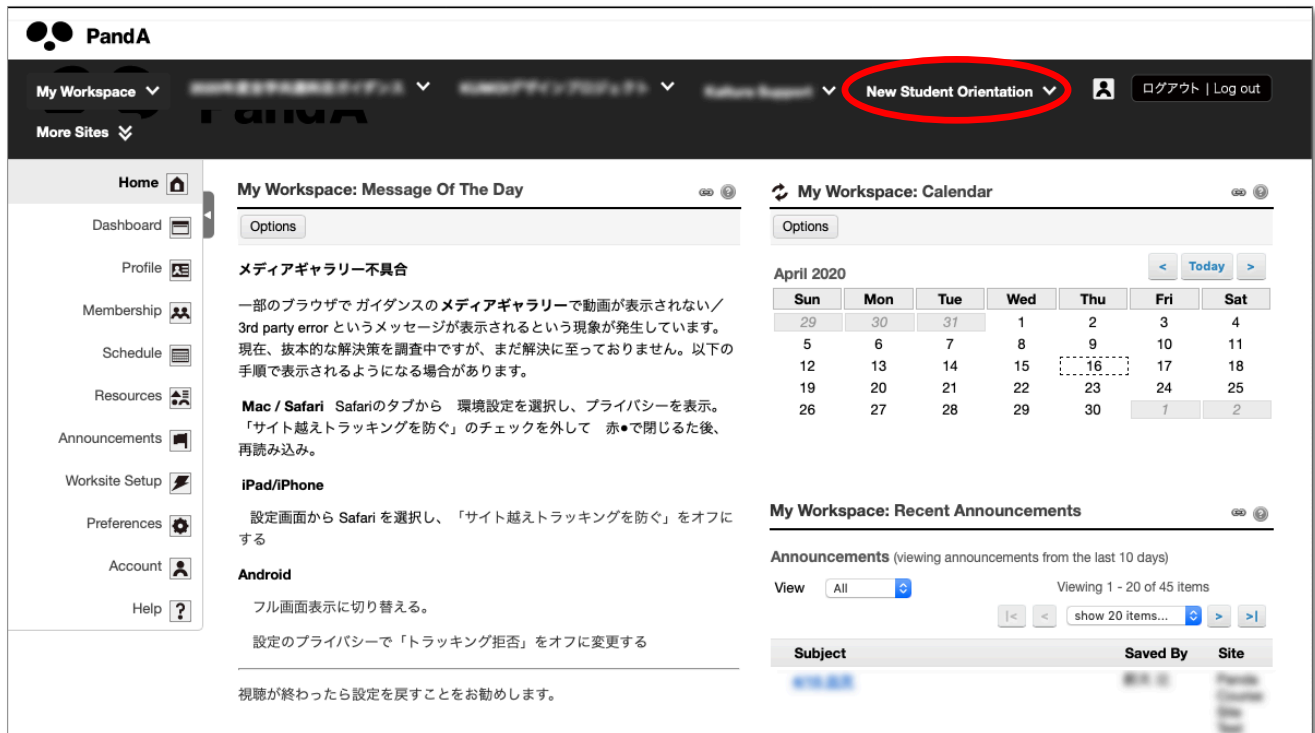 PandA
My Workspace
New Student Orientation
ログアウト | Log out
More Sites
Home
Dashboard
Profile
Membership
Schedule
Resources
Announcements
Worksite Setup
Preferences
Account
Help
My Workspace: Message Of The Day
Options
メディアギャラリー不具合
一部のブラウザで ガイダンスの メディアギャラリーで動画が表示されない／
3rd party error というメッセージが表示されるという現象が発生しています。
現在、抜本的な解決策を調査中ですが、まだ解決に至っておりません。以下の
手順で表示されるようになる場合があります。
Mac / Safari Safariのタブから 環境設定を選択し、プライバシーを表示。
「サイト越えトラッキングを防ぐ」のチェックを外して 赤●で閉じるた後、
再読み込み。
iPad/iPhone
設定画面から Safari を選択し、「サイト越えトラッキングを防ぐ」をオフに
する
Android
フル画面表示に切り替える。
設定のプライバシーで「トラッキング拒否」をオフに変更する
視聴が終わったら設定を戻すことをお勧めします。
My Workspace: Calendar
Options
April 2020
< Today >
Sun Mon Tue Wed Thu Fri Sat
29 30 31 1 2 3 4
5 6 7 8 9 10 11
12 13 14 15 16 17 18
19 20 21 22 23 24 25
26 27 28 29 30 1 2
My Workspace: Recent Announcements
Announcements (viewing announcements from the last 10 days)
View All
Viewing 1 - 20 of 45 items
|< < show 20 items... > >|
Subject Saved By Site